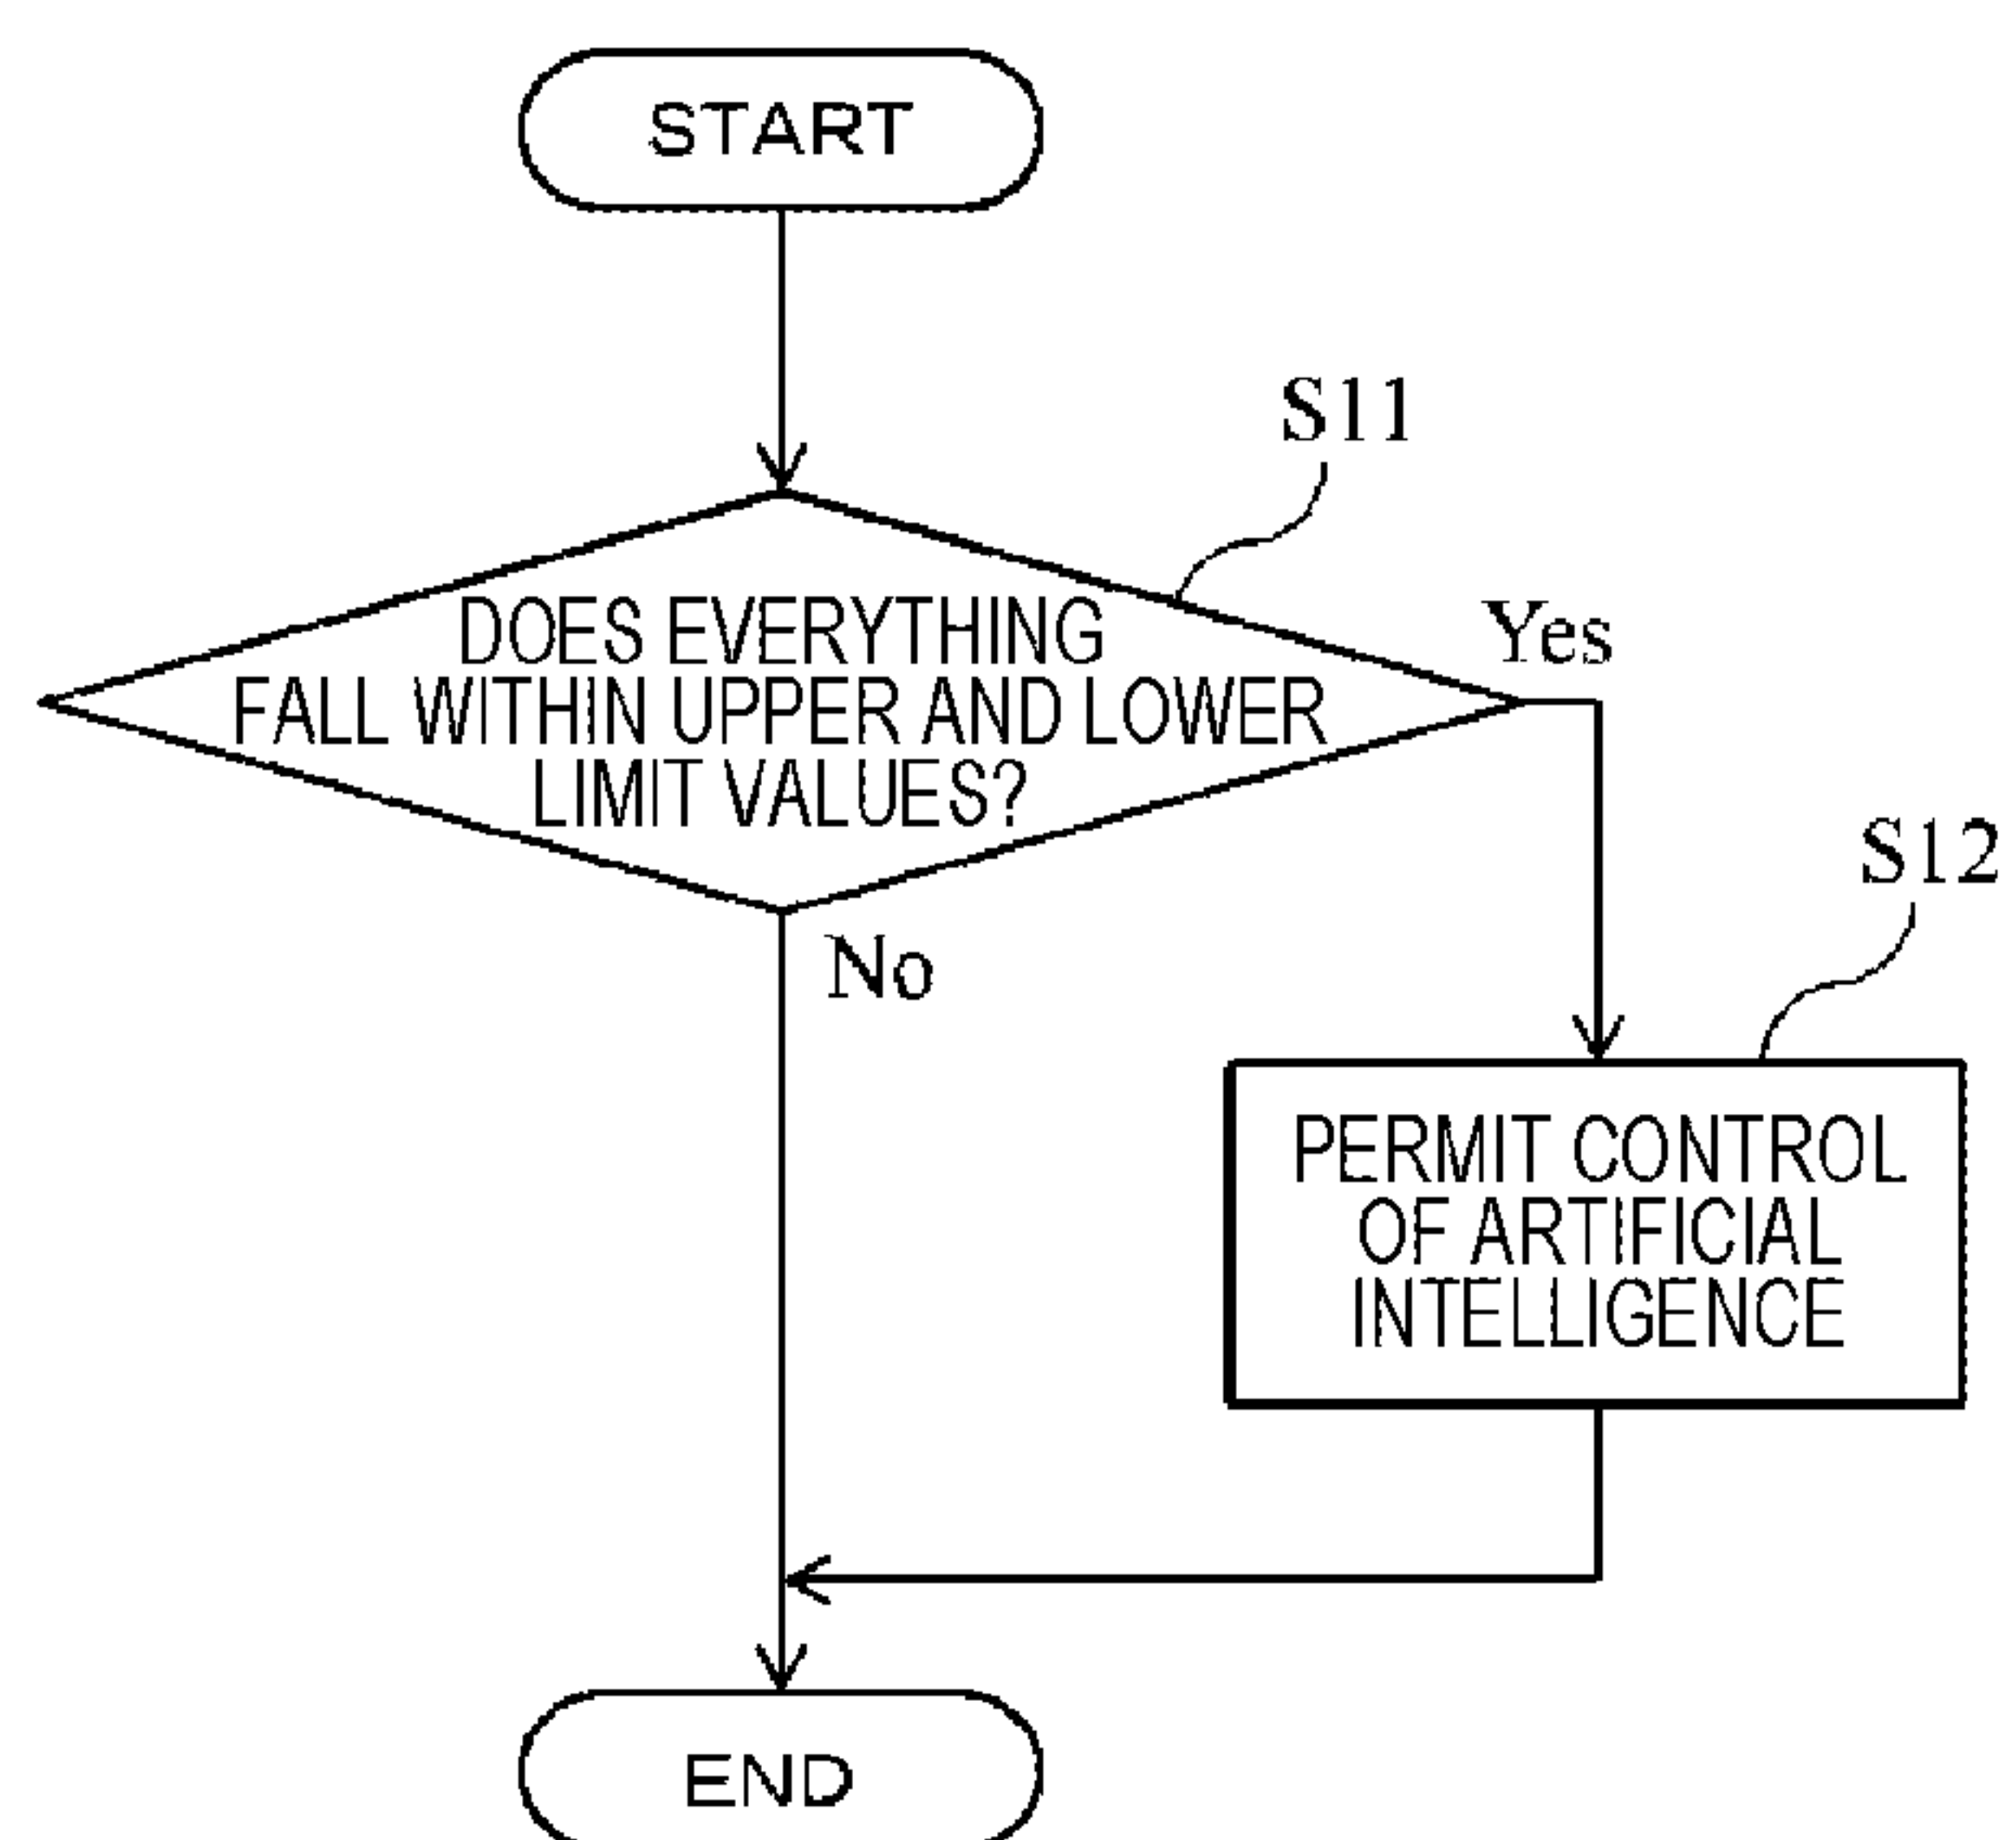 START
S11
DOES EVERYTHING
FALL WITHIN UPPER AND LOWER
LIMIT VALUES?
Yes
No
S12
PERMIT CONTROL
OF ARTIFICIAL
INTELLIGENCE
END